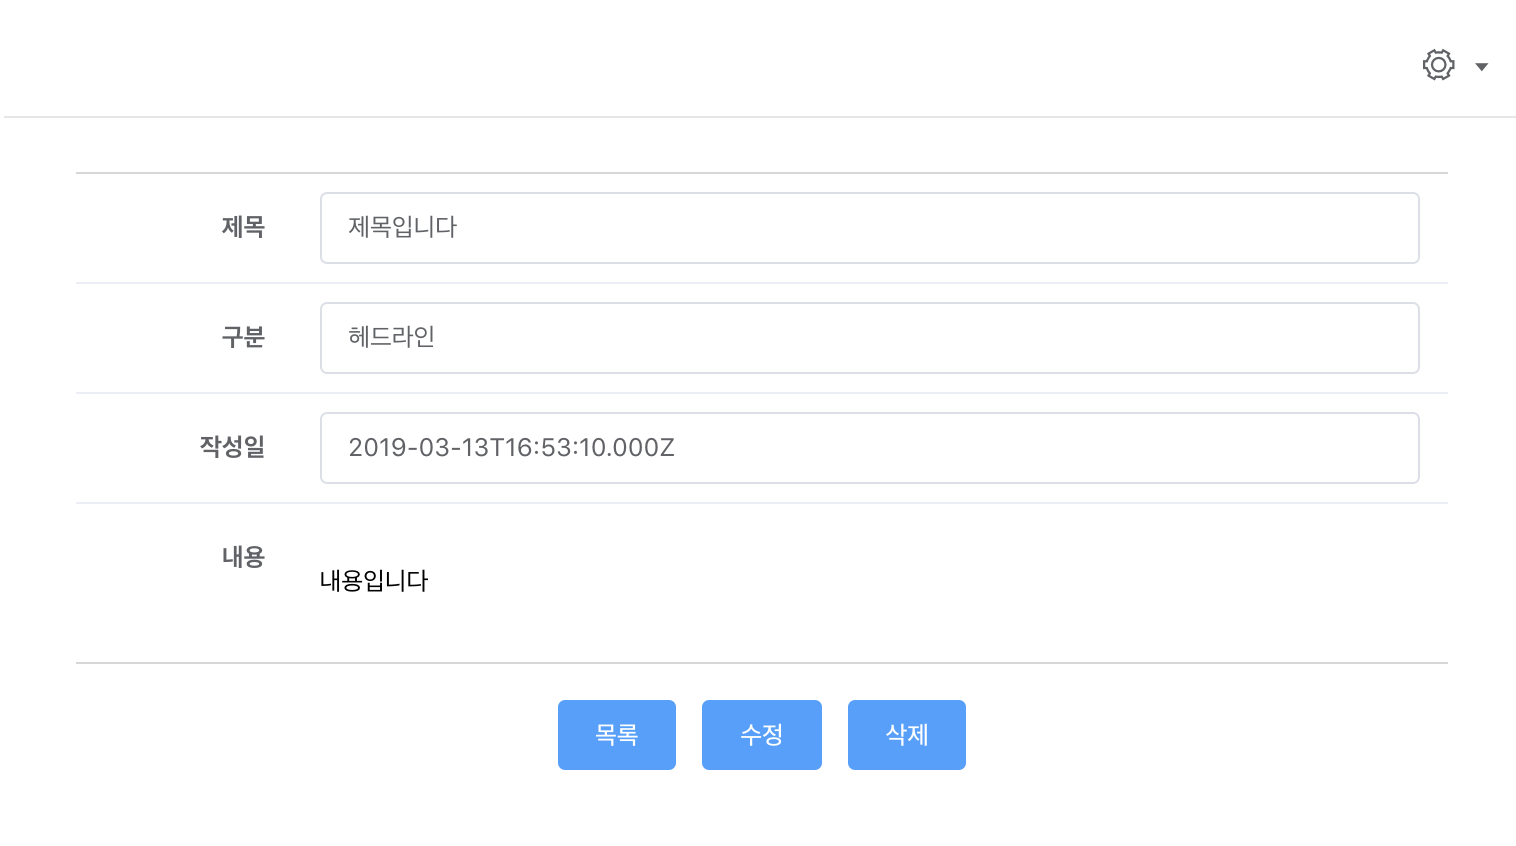 제목 제목입니다
구분 헤드라인
작성일 2019-03-13T16:53:10.000Z
내용
내용입니다
목록 수정 삭제